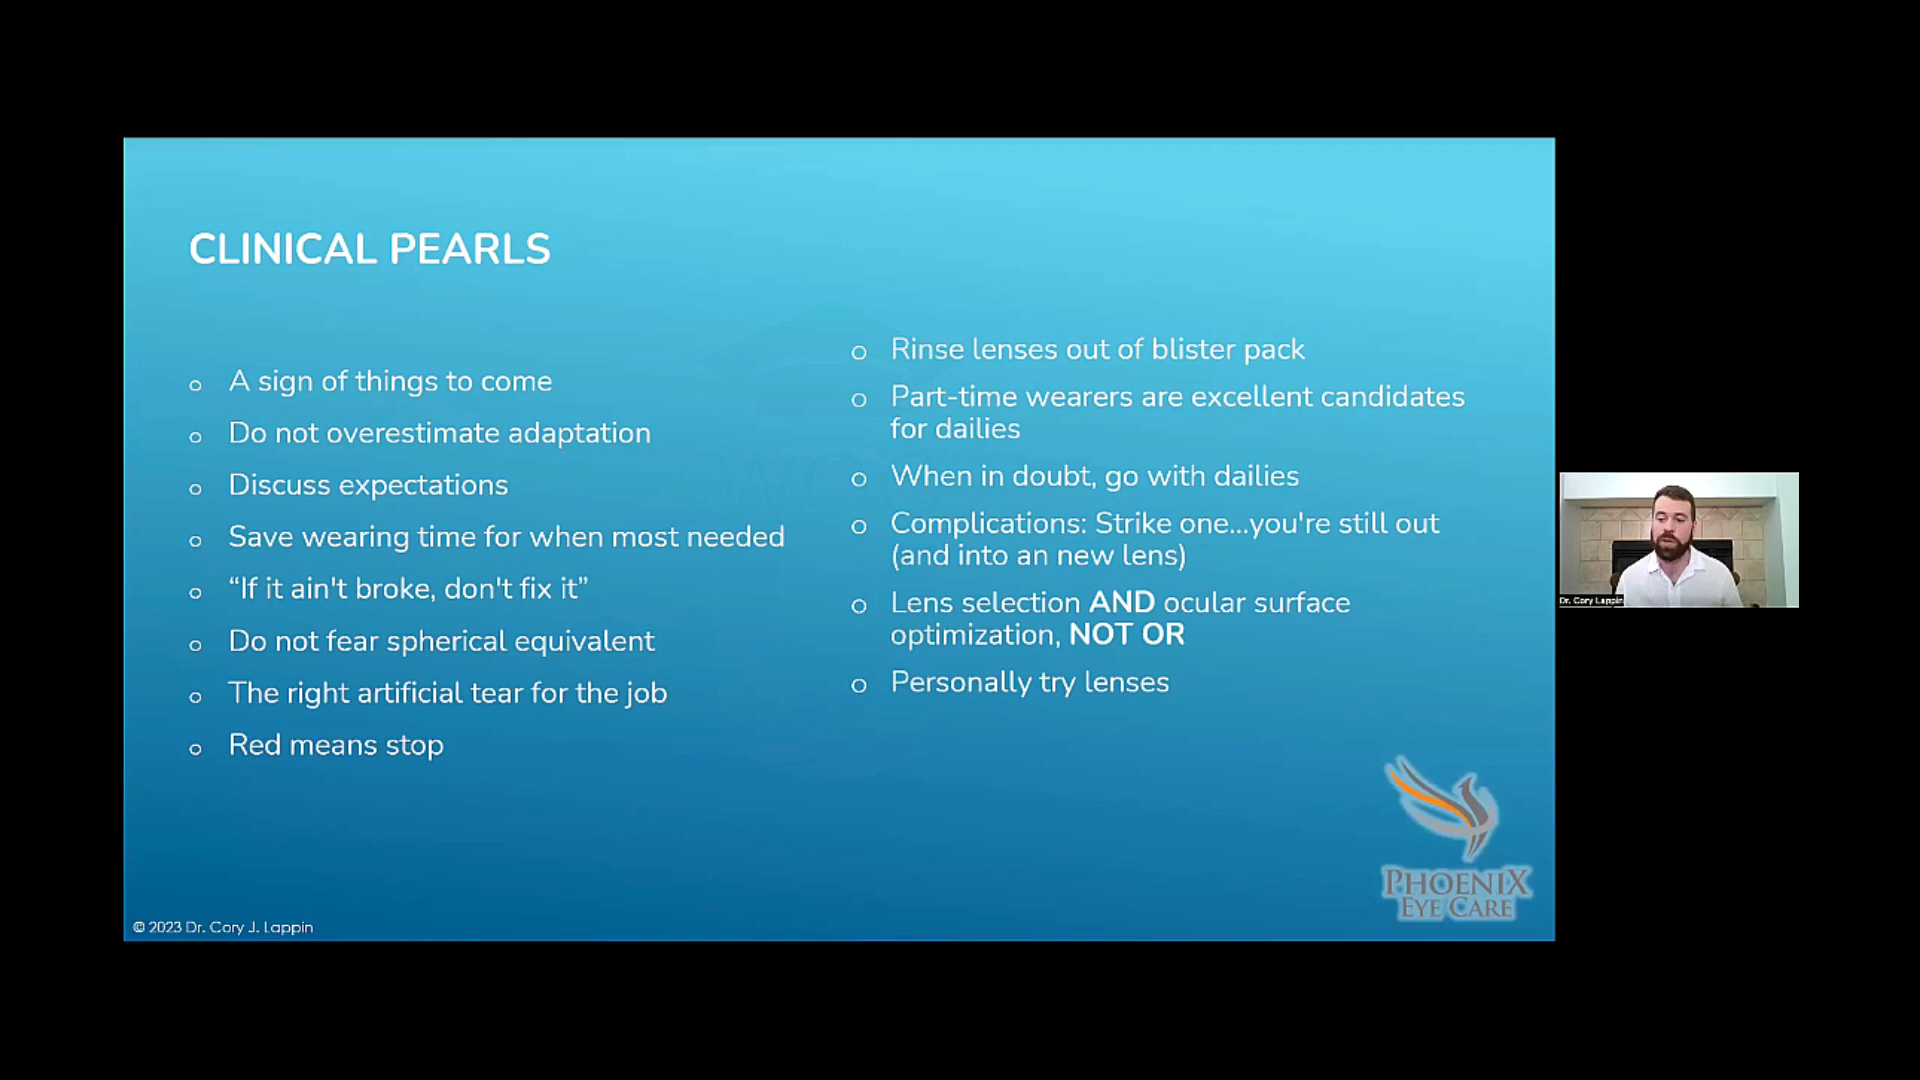 CLINICAL PEARLS
o A sign of things to come
o Do not overestimate adaptation
o Discuss expectations
o Save wearing time for when most needed
o “If it ain't broke, don't fix it”
o Do not fear spherical equivalent
o The right artificial tear for the job
o Red means stop
o Rinse lenses out of blister pack
o Part-time wearers are excellent candidates
for dailies
o When in doubt, go with dailies
o Complications: Strike one...you're still out
(and into an new lens)
o Lens selection AND ocular surface
optimization, NOT OR
o Personally try lenses
PHOENIX
EYE CARE
© 2023 Dr. Cory J. Lappin
Dr. Cory Lappin